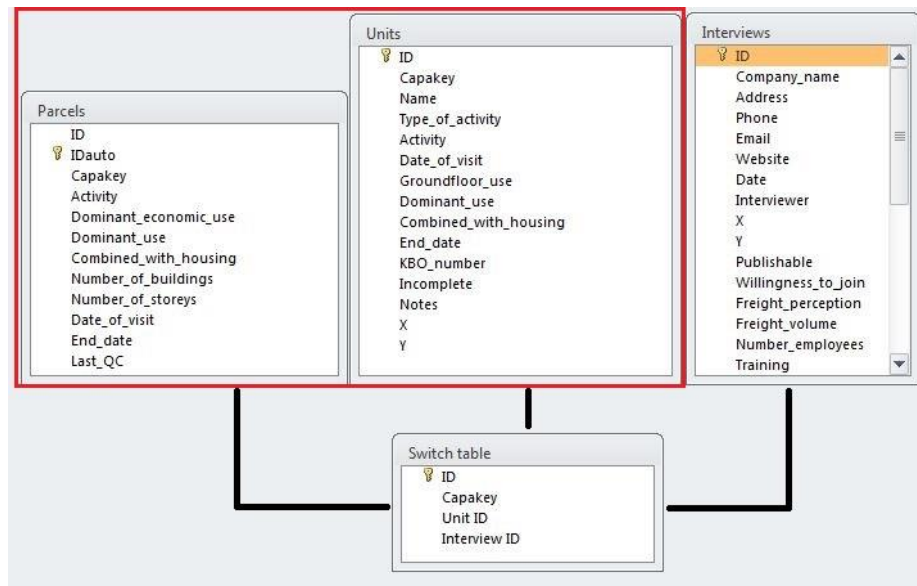 Parcels
ID
IDauto
Capakey
Activity
Dominant_economic_use
Dominant_use
Combined_with_housing
Number_of_buildings
Number_of_storeys
Date_of_visit
End_date
Last_QC
Units
ID
Capakey
Name
Type_of_activity
Activity
Date_of_visit
Groundfloor_use
Dominant_use
Combined_with_housing
End_date
KBO_number
Incomplete
Notes
X
Y
Interviews
ID
Company_name
Address
Phone
Email
Website
Date
Interviewer
X
Y
Publishable
Willingness_to_join
Freight_perception
Freight_volume
Number_employees
Training
Switch table
ID
Capakey
Unit ID
Interview ID